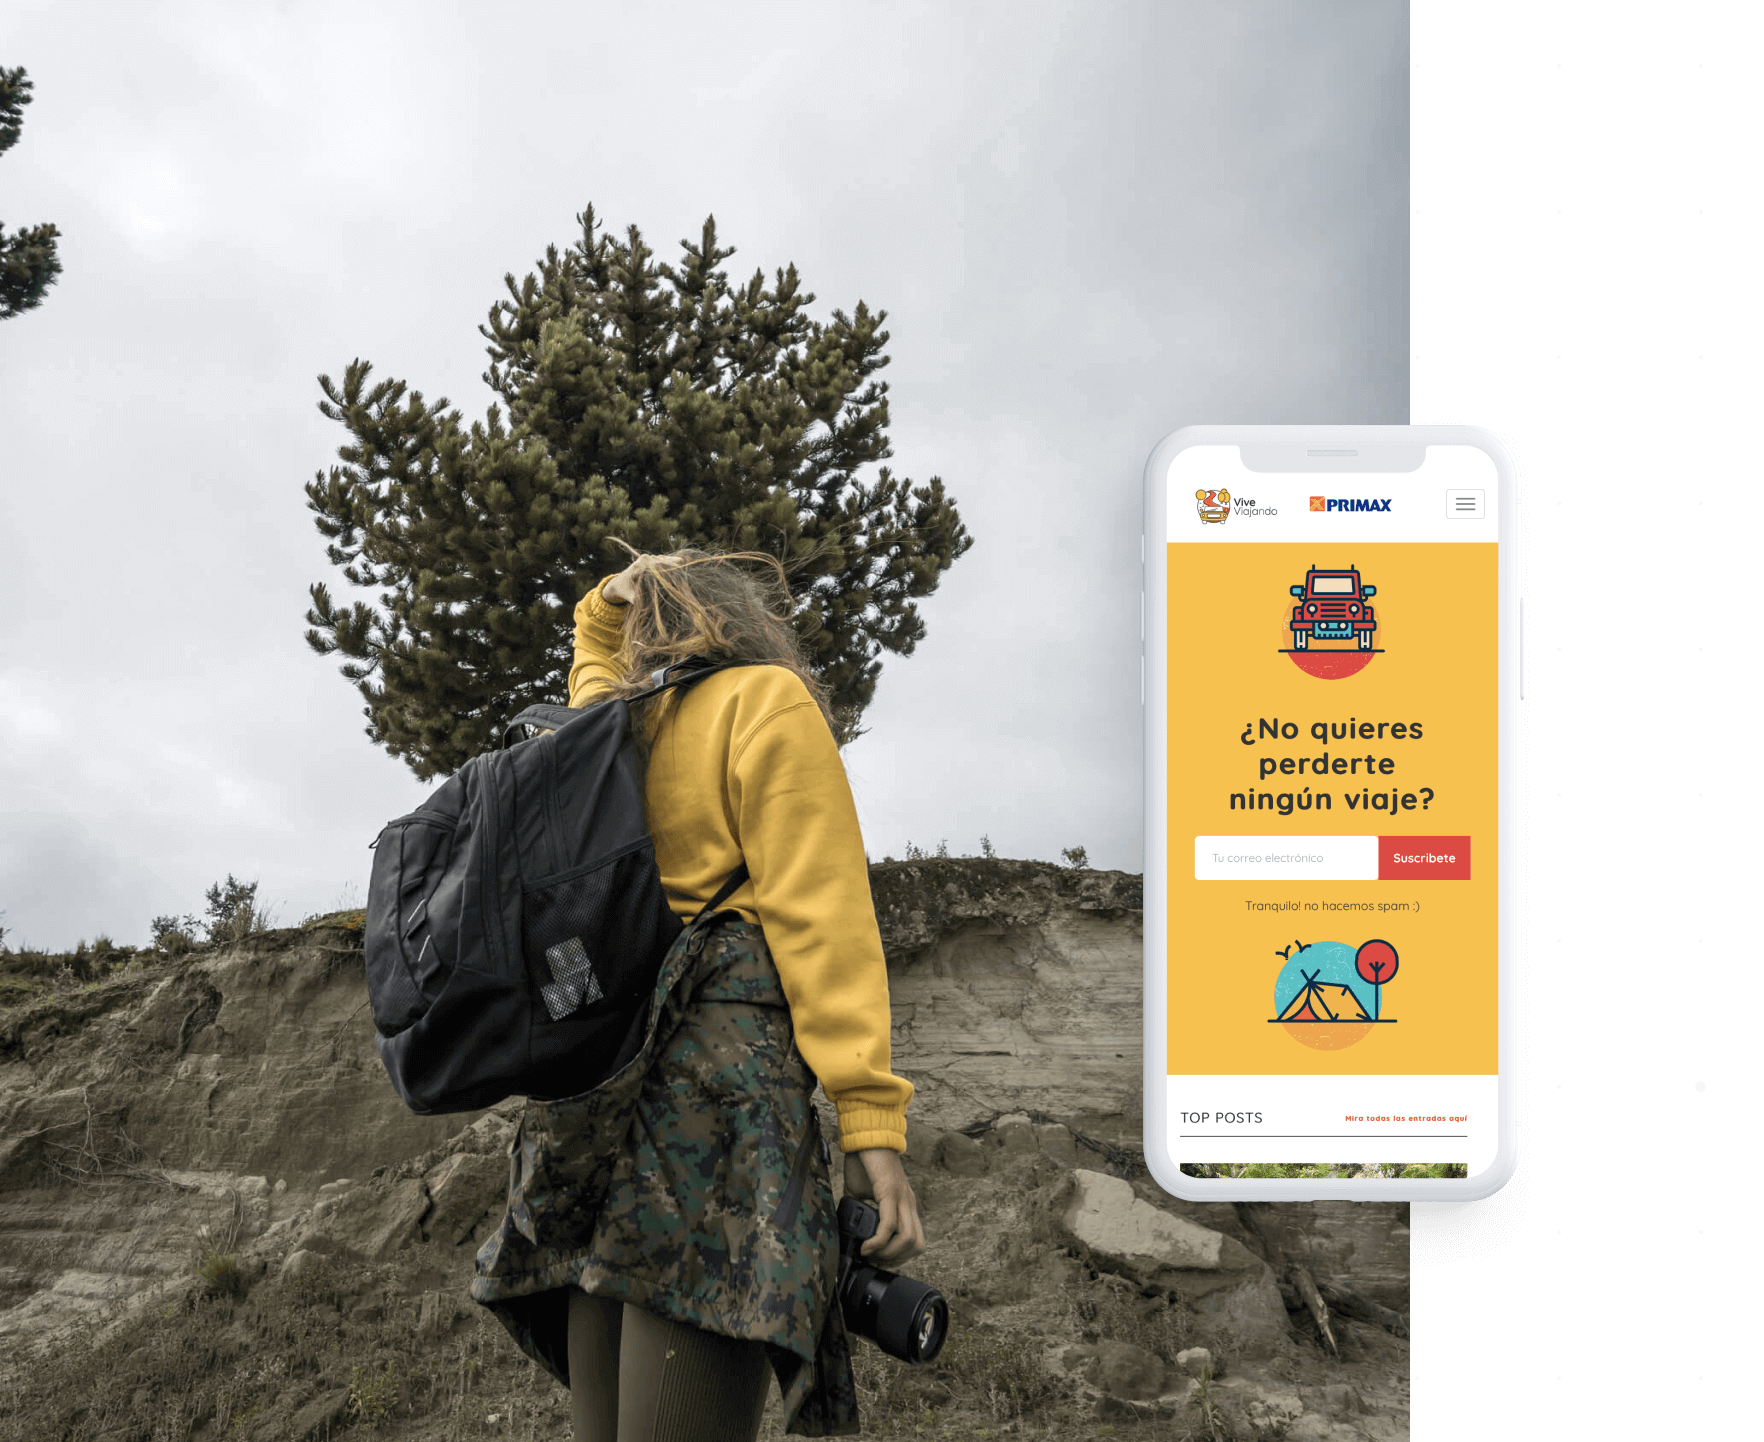 Vive
Viajando
PRIMAX
¿No quieres
perderte
ningún viaje?
Tu correo electrónico
Suscribete
Tranquilo! no hacemos spam :)
TOP POSTS
Mira todas las entradas aquí